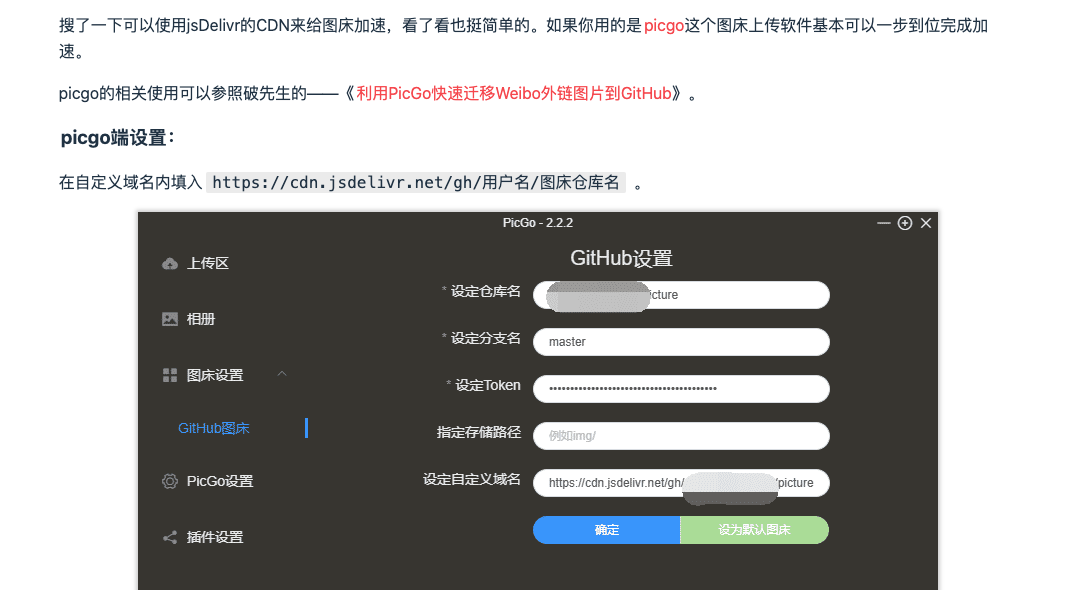 搜了一下可以使用jsDelivr的CDN来给图床加速，看了看也挺简单的。如果你用的是picgo这个图床上传软件基本可以一步到位完成加
速。
picgo的相关使用可以参照破先生的——《利用PicGo快速迁移Weibo外链图片到GitHub》。
picgo端设置：
在自定义域名内填入 https://cdn.jsdelivr.net/gh/用户名/图床仓库名 。
PicGo - 2.2.2
上传区
相册
图床设置
GitHub图床
PicGo设置
插件设置
GitHub设置
* 设定仓库名
icture
* 设定分支名
master
* 设定Token
指定存储路径
例如img/
设定自定义域名
https://cdn.jsdelivr.net/gh/
/picture
确定
设为默认图床